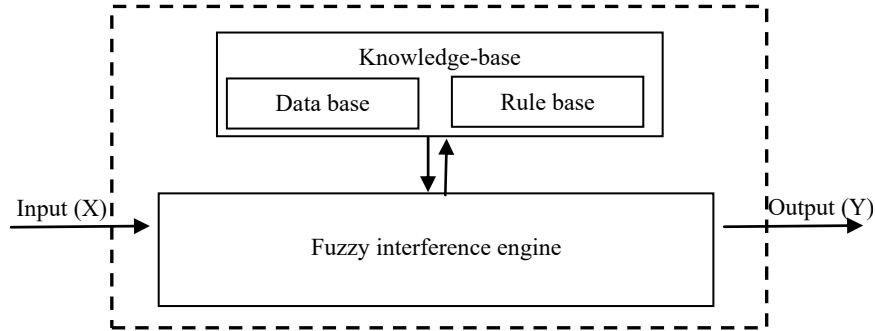 Knowledge-base
Data base
Rule base
Input (X)
Output (Y)
Fuzzy interference engine